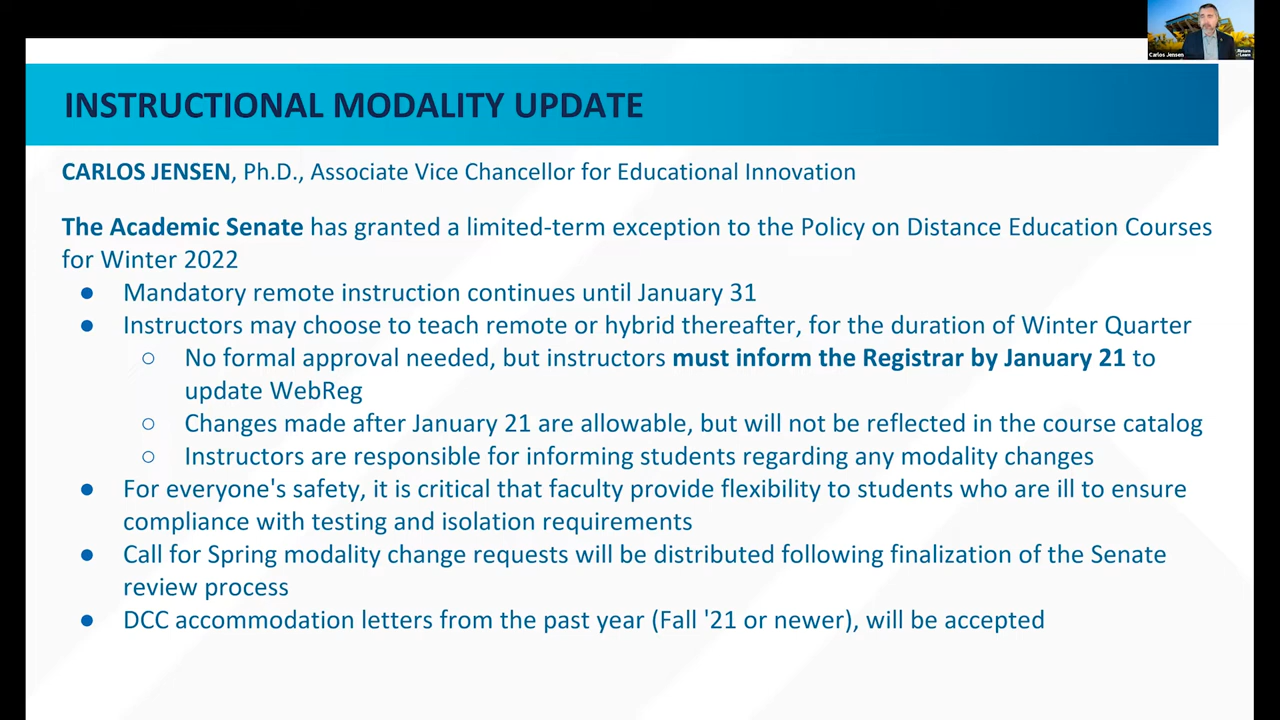 Carlos Jensen
Return
to Learn
INSTRUCTIONAL MODALITY UPDATE
CARLOS JENSEN, Ph.D., Associate Vice Chancellor for Educational Innovation
The Academic Senate has granted a limited-term exception to the Policy on Distance Education Courses
for Winter 2022
● Mandatory remote instruction continues until January 31
● Instructors may choose to teach remote or hybrid thereafter, for the duration of Winter Quarter
○ No formal approval needed, but instructors must inform the Registrar by January 21 to
update WebReg
○ Changes made after January 21 are allowable, but will not be reflected in the course catalog
○ Instructors are responsible for informing students regarding any modality changes
● For everyone's safety, it is critical that faculty provide flexibility to students who are ill to ensure
compliance with testing and isolation requirements
● Call for Spring modality change requests will be distributed following finalization of the Senate
review process
● DCC accommodation letters from the past year (Fall '21 or newer), will be accepted